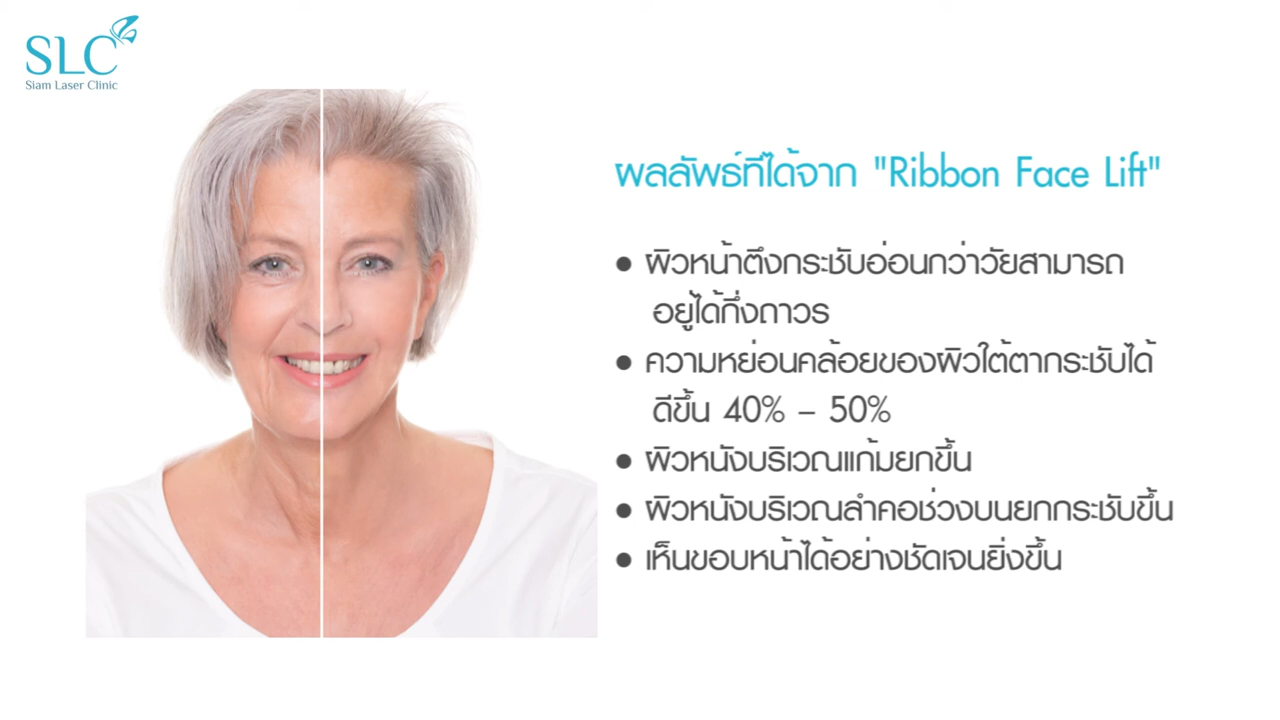 SLC
Siam Laser Clinic
ผลลัพธ์ที่ได้จาก "Ribbon Face Lift"
● ผิวหน้าตึงกระชับอ่อนกว่าวัยสามารถ
อยู่ได้กึ่งถาวร
● ความหย่อนคล้อยของผิวใต้ตากระชับได้
ดีขึ้น 40% – 50%
● ผิวหนังบริเวณแก้มยกขึ้น
● ผิวหนังบริเวณลำคอช่วงบนยกกระชับขึ้น
● เห็นขอบหน้าได้อย่างชัดเจนยิ่งขึ้น